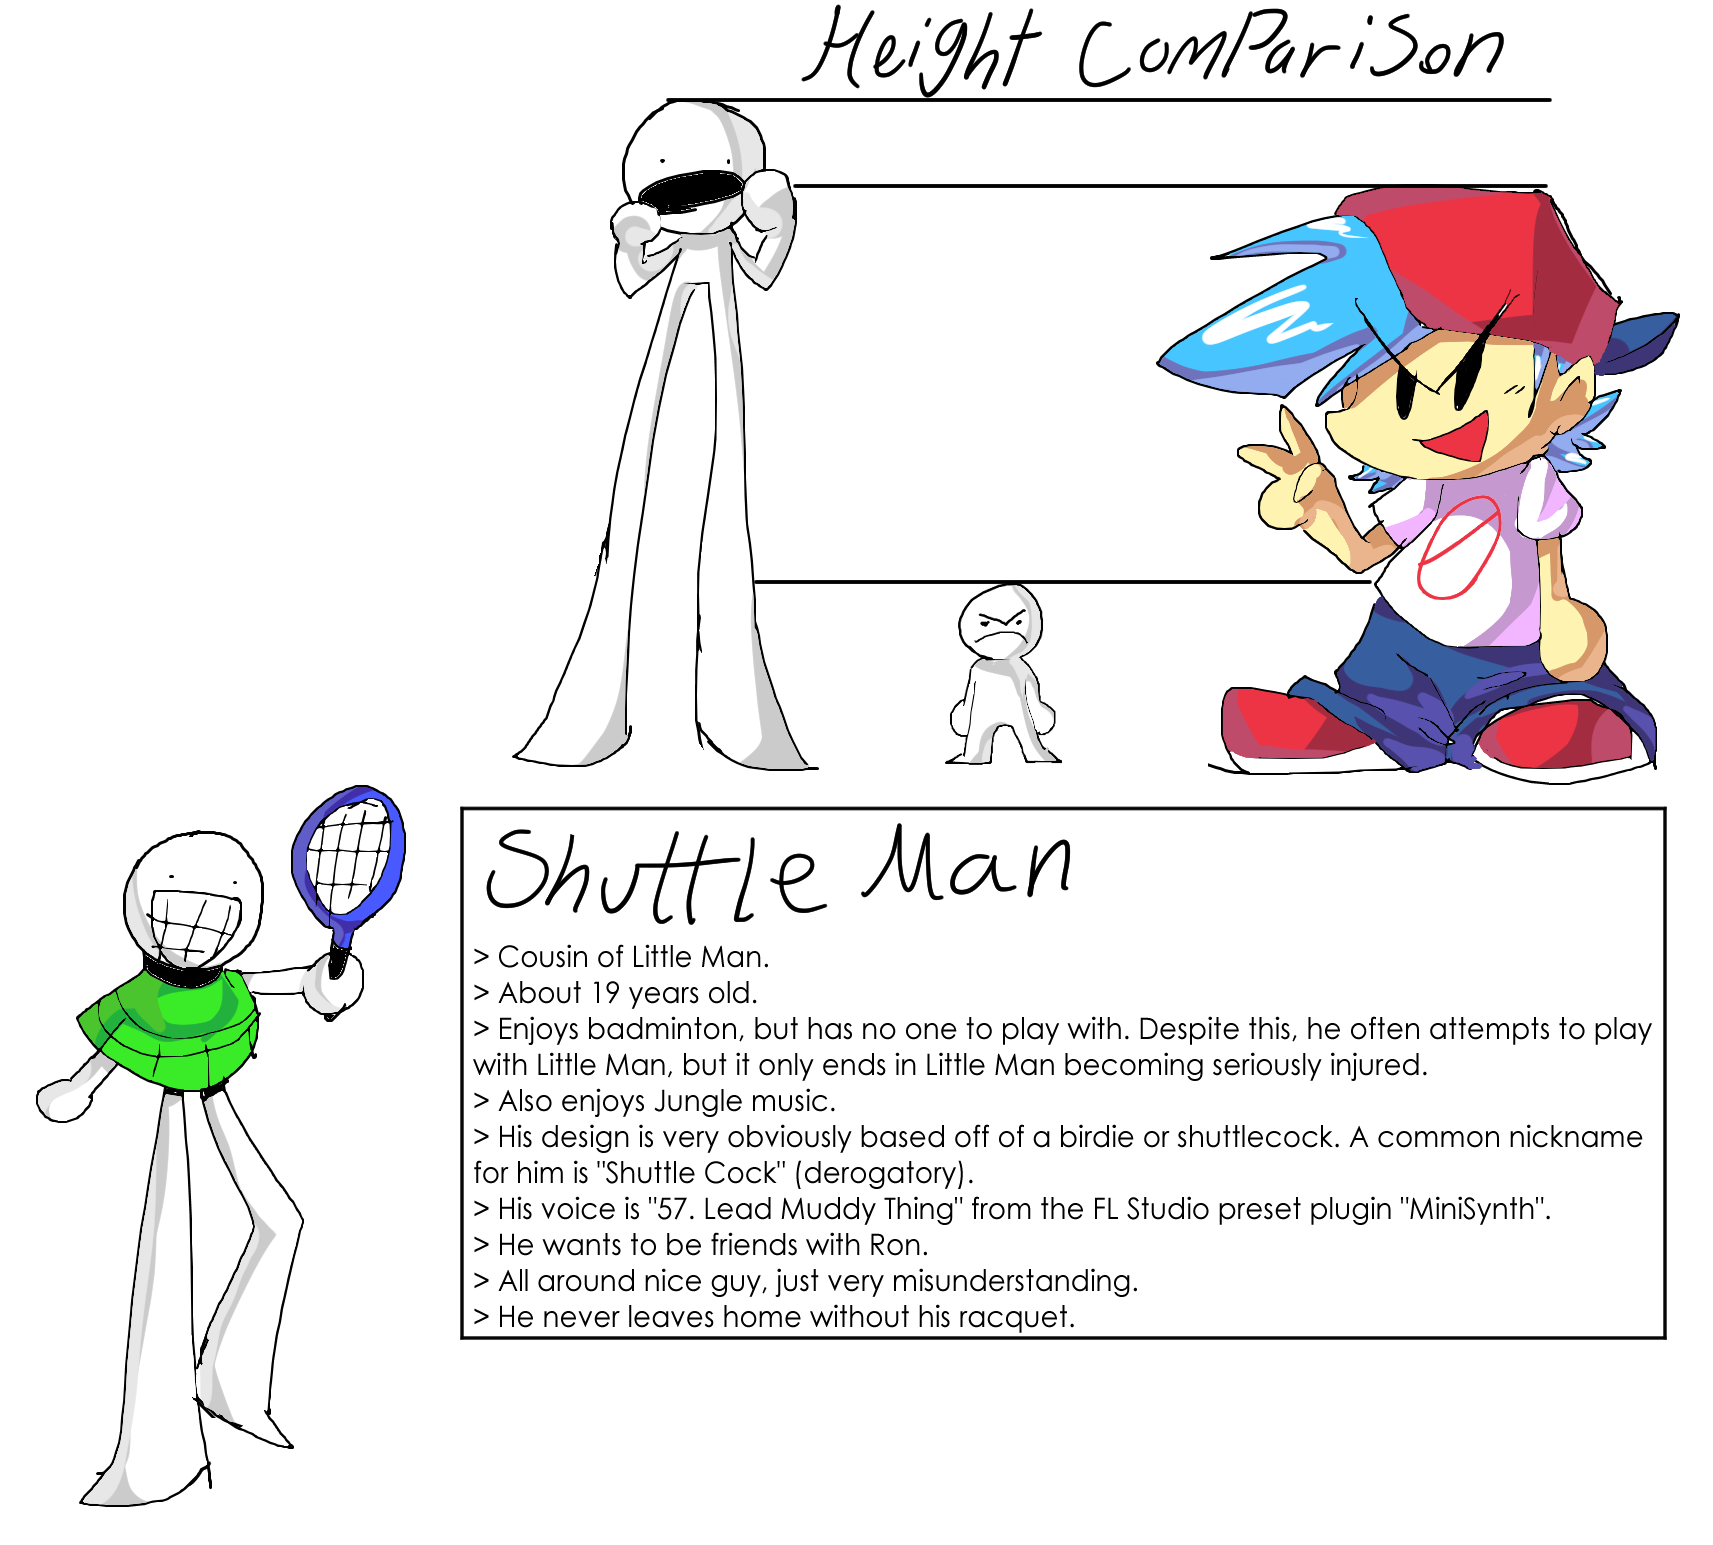 Height Comparison
Shuttle Man
> Cousin of Little Man.
> About 19 years old.
> Enjoys badminton, but has no one to play with. Despite this, he often attempts to play
with Little Man, but it only ends in Little Man becoming seriously injured.
> Also enjoys Jungle music.
> His design is very obviously based off of a birdie or shuttlecock. A common nickname
for him is "Shuttle Cock" (derogatory).
> His voice is "57. Lead Muddy Thing" from the FL Studio preset plugin "MiniSynth".
> He wants to be friends with Ron.
> All around nice guy, just very misunderstanding.
> He never leaves home without his racquet.